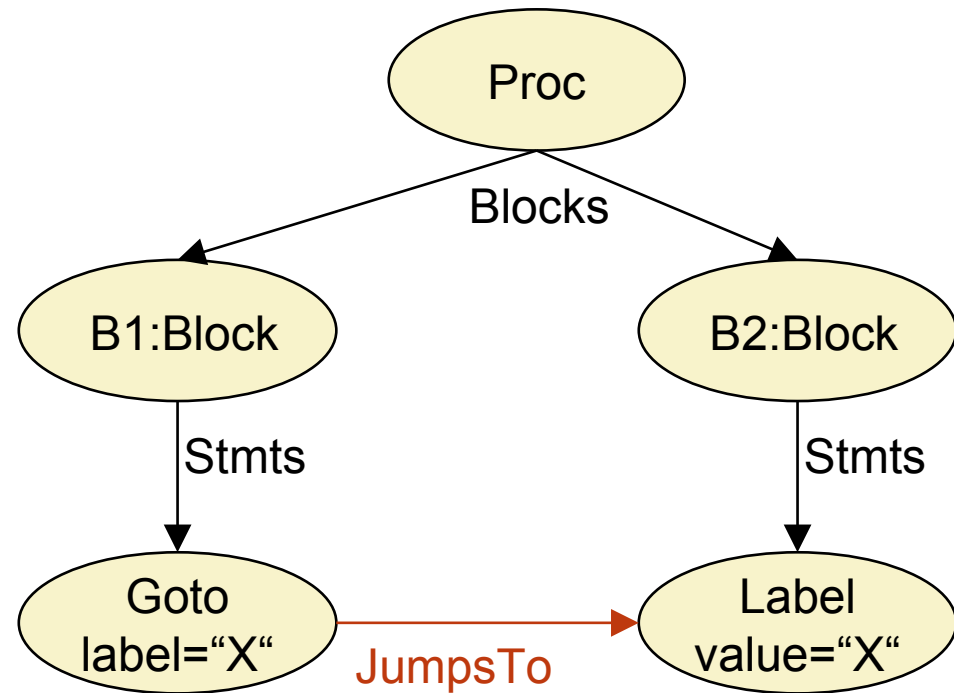 Proc
Blocks
B1:Block
B2:Block
Stmts
Stmts
Goto
label=“X“
JumpsTo
Label
value=“X“